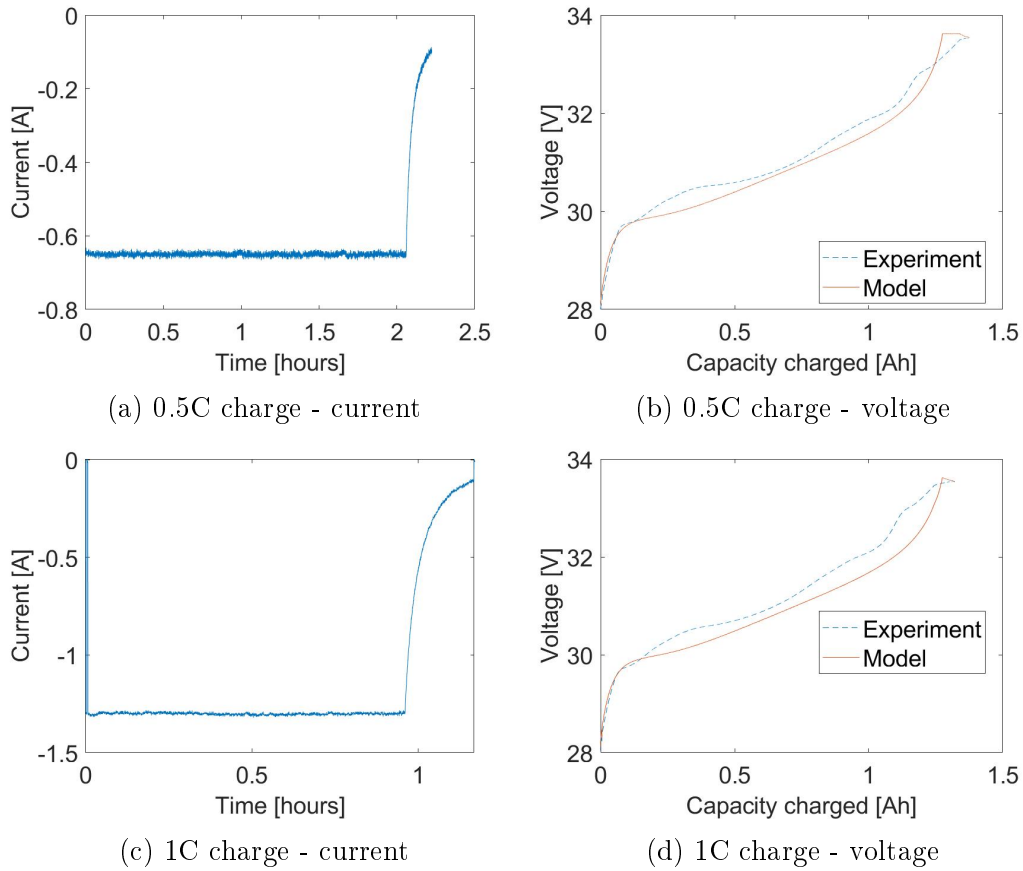 0
-0.2
-0.4
-0.6
-0.8
Current [A]
0 0.5 1 1.5 2 2.5
Time [hours]
(a) 0.5C charge - current
34
32
30
28
Voltage [V]
Experiment
Model
0 0.5 1 1.5
Capacity charged [Ah]
(b) 0.5C charge - voltage
0
-0.5
-1
-1.5
Current [A]
0 0.5 1
Time [hours]
(c) 1C charge - current
34
32
30
28
Voltage [V]
Experiment
Model
0 0.5 1 1.5
Capacity charged [Ah]
(d) 1C charge - voltage